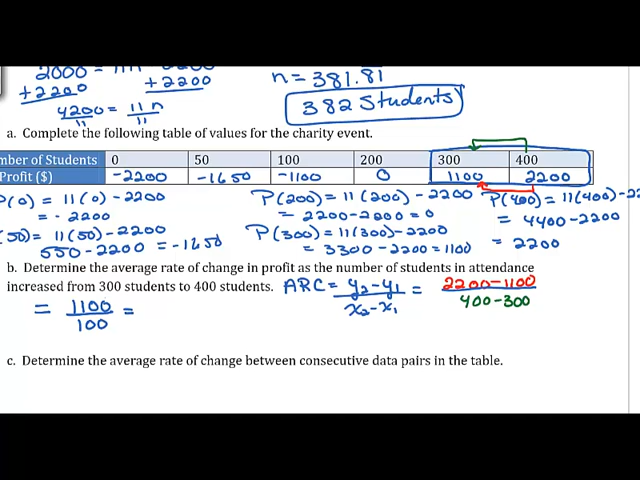 2000 = 11n
+2200 +2200
4200 = 11n
11 11
n = 381.81
382 Students
a. Complete the following table of values for the charity event.
mber of Students 0 50 100 200 300 400
Profit ($) -2200 -1650 -1100 0 1100 2200
P(0) = 11(0) - 2200
= - 2200
(50) = 11(50) - 2200
550 - 2200 = -1650
P(200) = 11(200) - 2200
= 2200-2200 = 0
P(300) = 11(300) - 2200
= 3300 - 2200 = 1100
P(400) = 11(400) - 22
= 4400 - 2200
= 2200
b. Determine the average rate of change in profit as the number of students in attendance
increased from 300 students to 400 students. ARC = y2 - y1 / x2 - x1 = 2200 - 1100 / 400 - 300
= 1100 / 100 =
c. Determine the average rate of change between consecutive data pairs in the table.